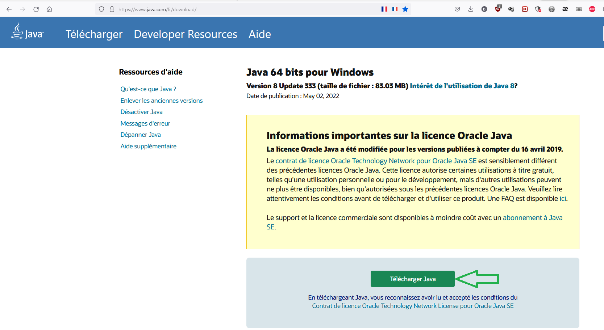 Java
Télécharger Developer Resources Aide
Ressources d'aide
Qu'est-ce que Java ?
Enlever les anciennes versions
Désactiver Java
Messages d'erreur
Dépanner Java
Aide supplémentaire
Java 64 bits pour Windows
Version 8 Update 333 (taille de fichier : 83.03 MB) Intérêt de l'utilisation de Java 8?
Date de publication : May 02, 2022
Informations importantes sur la licence Oracle Java
La licence Oracle Java a été modifiée pour les versions publiées à compter du 16 avril 2019.
Le contrat de licence Oracle Technology Network pour Oracle Java SE est sensiblement différent
des précédentes licences Oracle Java. Cette licence autorise certaines utilisations à titre gratuit,
telles qu'une utilisation personnelle ou pour le développement, mais d'autres utilisations peuvent
ne plus être disponibles, bien qu'autorisées sous les précédentes licences Oracle Java. Veuillez lire
attentivement les conditions avant de télécharger et d'utiliser ce produit. Une FAQ est disponible ici.
Le support et la licence commerciale sont disponibles à moindre coût avec un abonnement à Java
SE.
Télécharger Java
En téléchargeant Java, vous reconnaissez avoir lu et accepté les conditions du
Contrat de licence Oracle Technology Network License pour Oracle Java SE